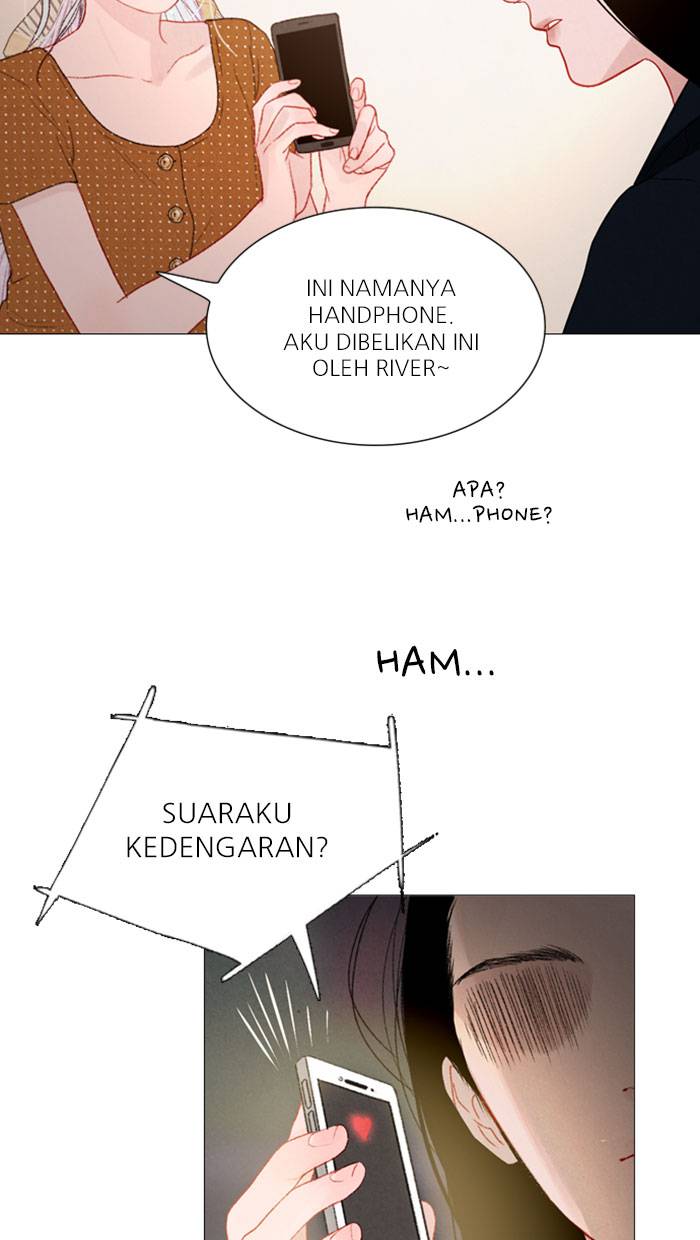 INI NAMANYA
HANDPHONE.
AKU DIBELIKAN INI
OLEH RIVER~
APA?
HAM...PHONE?
HAM...
SUARAKU
KEDENGARAN?